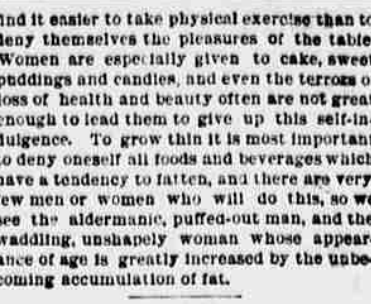 ind it easier to take physical exercise than to
deny themselves the pleasures of the table
Women are especially given to cake, sweet
puddings and candies, and even the terrors o
loss of health and beauty often are not great
enough to lead them to give up this self-in-
dulgence. To grow thin it is most important
to deny oneself all foods and beverages which
have a tendency to fatten, and there are very
few men or women who will do this, so we
see the aldermanic, puffed-out man, and the
waddling, unshapely woman whose appear-
ance of age is greatly increased by the unbe-
coming accumulation of fat.